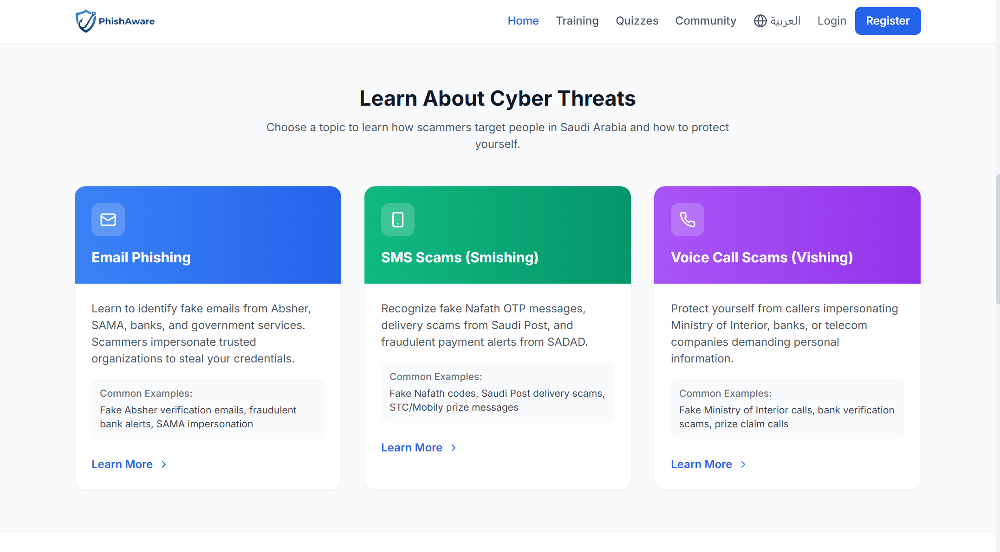 PhishAware
Home
Training
Quizzes
Community
العربية
Login
Register
Learn About Cyber Threats
Choose a topic to learn how scammers target people in Saudi Arabia and how to protect
yourself.
Email Phishing
Learn to identify fake emails from Absher,
SAMA, banks, and government services.
Scammers impersonate trusted
organizations to steal your credentials.
Common Examples:
Fake Absher verification emails, fraudulent
bank alerts, SAMA impersonation
Learn More
SMS Scams (Smishing)
Recognize fake Nafath OTP messages,
delivery scams from Saudi Post, and
fraudulent payment alerts from SADAD.
Common Examples:
Fake Nafath codes, Saudi Post delivery scams,
STC/Mobily prize messages
Learn More
Voice Call Scams (Vishing)
Protect yourself from callers impersonating
Ministry of Interior, banks, or telecom
companies demanding personal
information.
Common Examples:
Fake Ministry of Interior calls, bank verification
scams, prize claim calls
Learn More